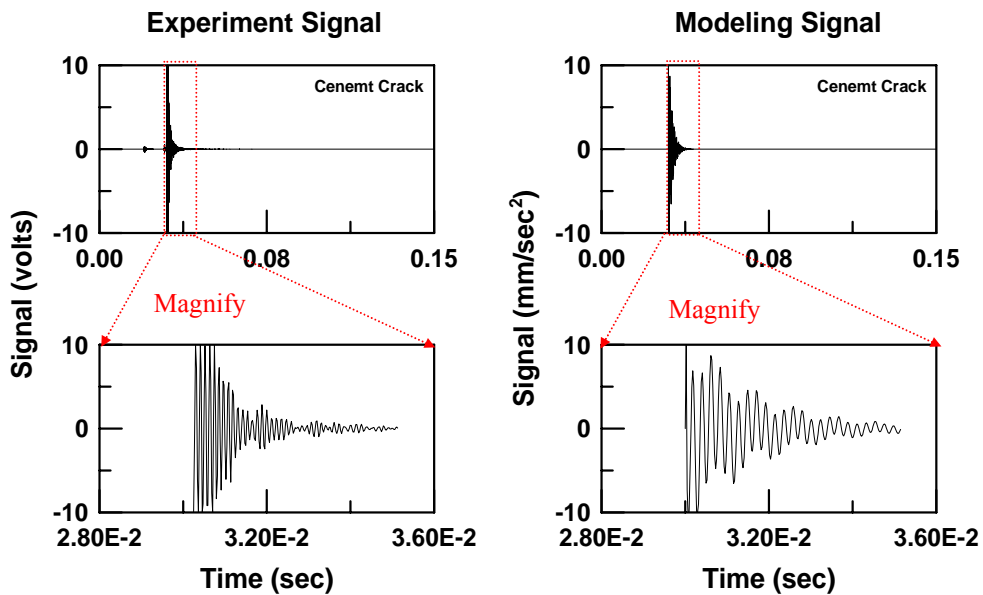 Experiment Signal
Modeling Signal
10
Cenemt Crack
0
-10
0.00
0.08
0.15
10
Cenemt Crack
0
-10
0.00
0.08
0.15
Signal (volts)
Signal (mm/sec²)
Magnify
Magnify
10
0
-10
2.80E-2
3.20E-2
3.60E-2
Time (sec)
10
0
-10
2.80E-2
3.20E-2
3.60E-2
Time (sec)